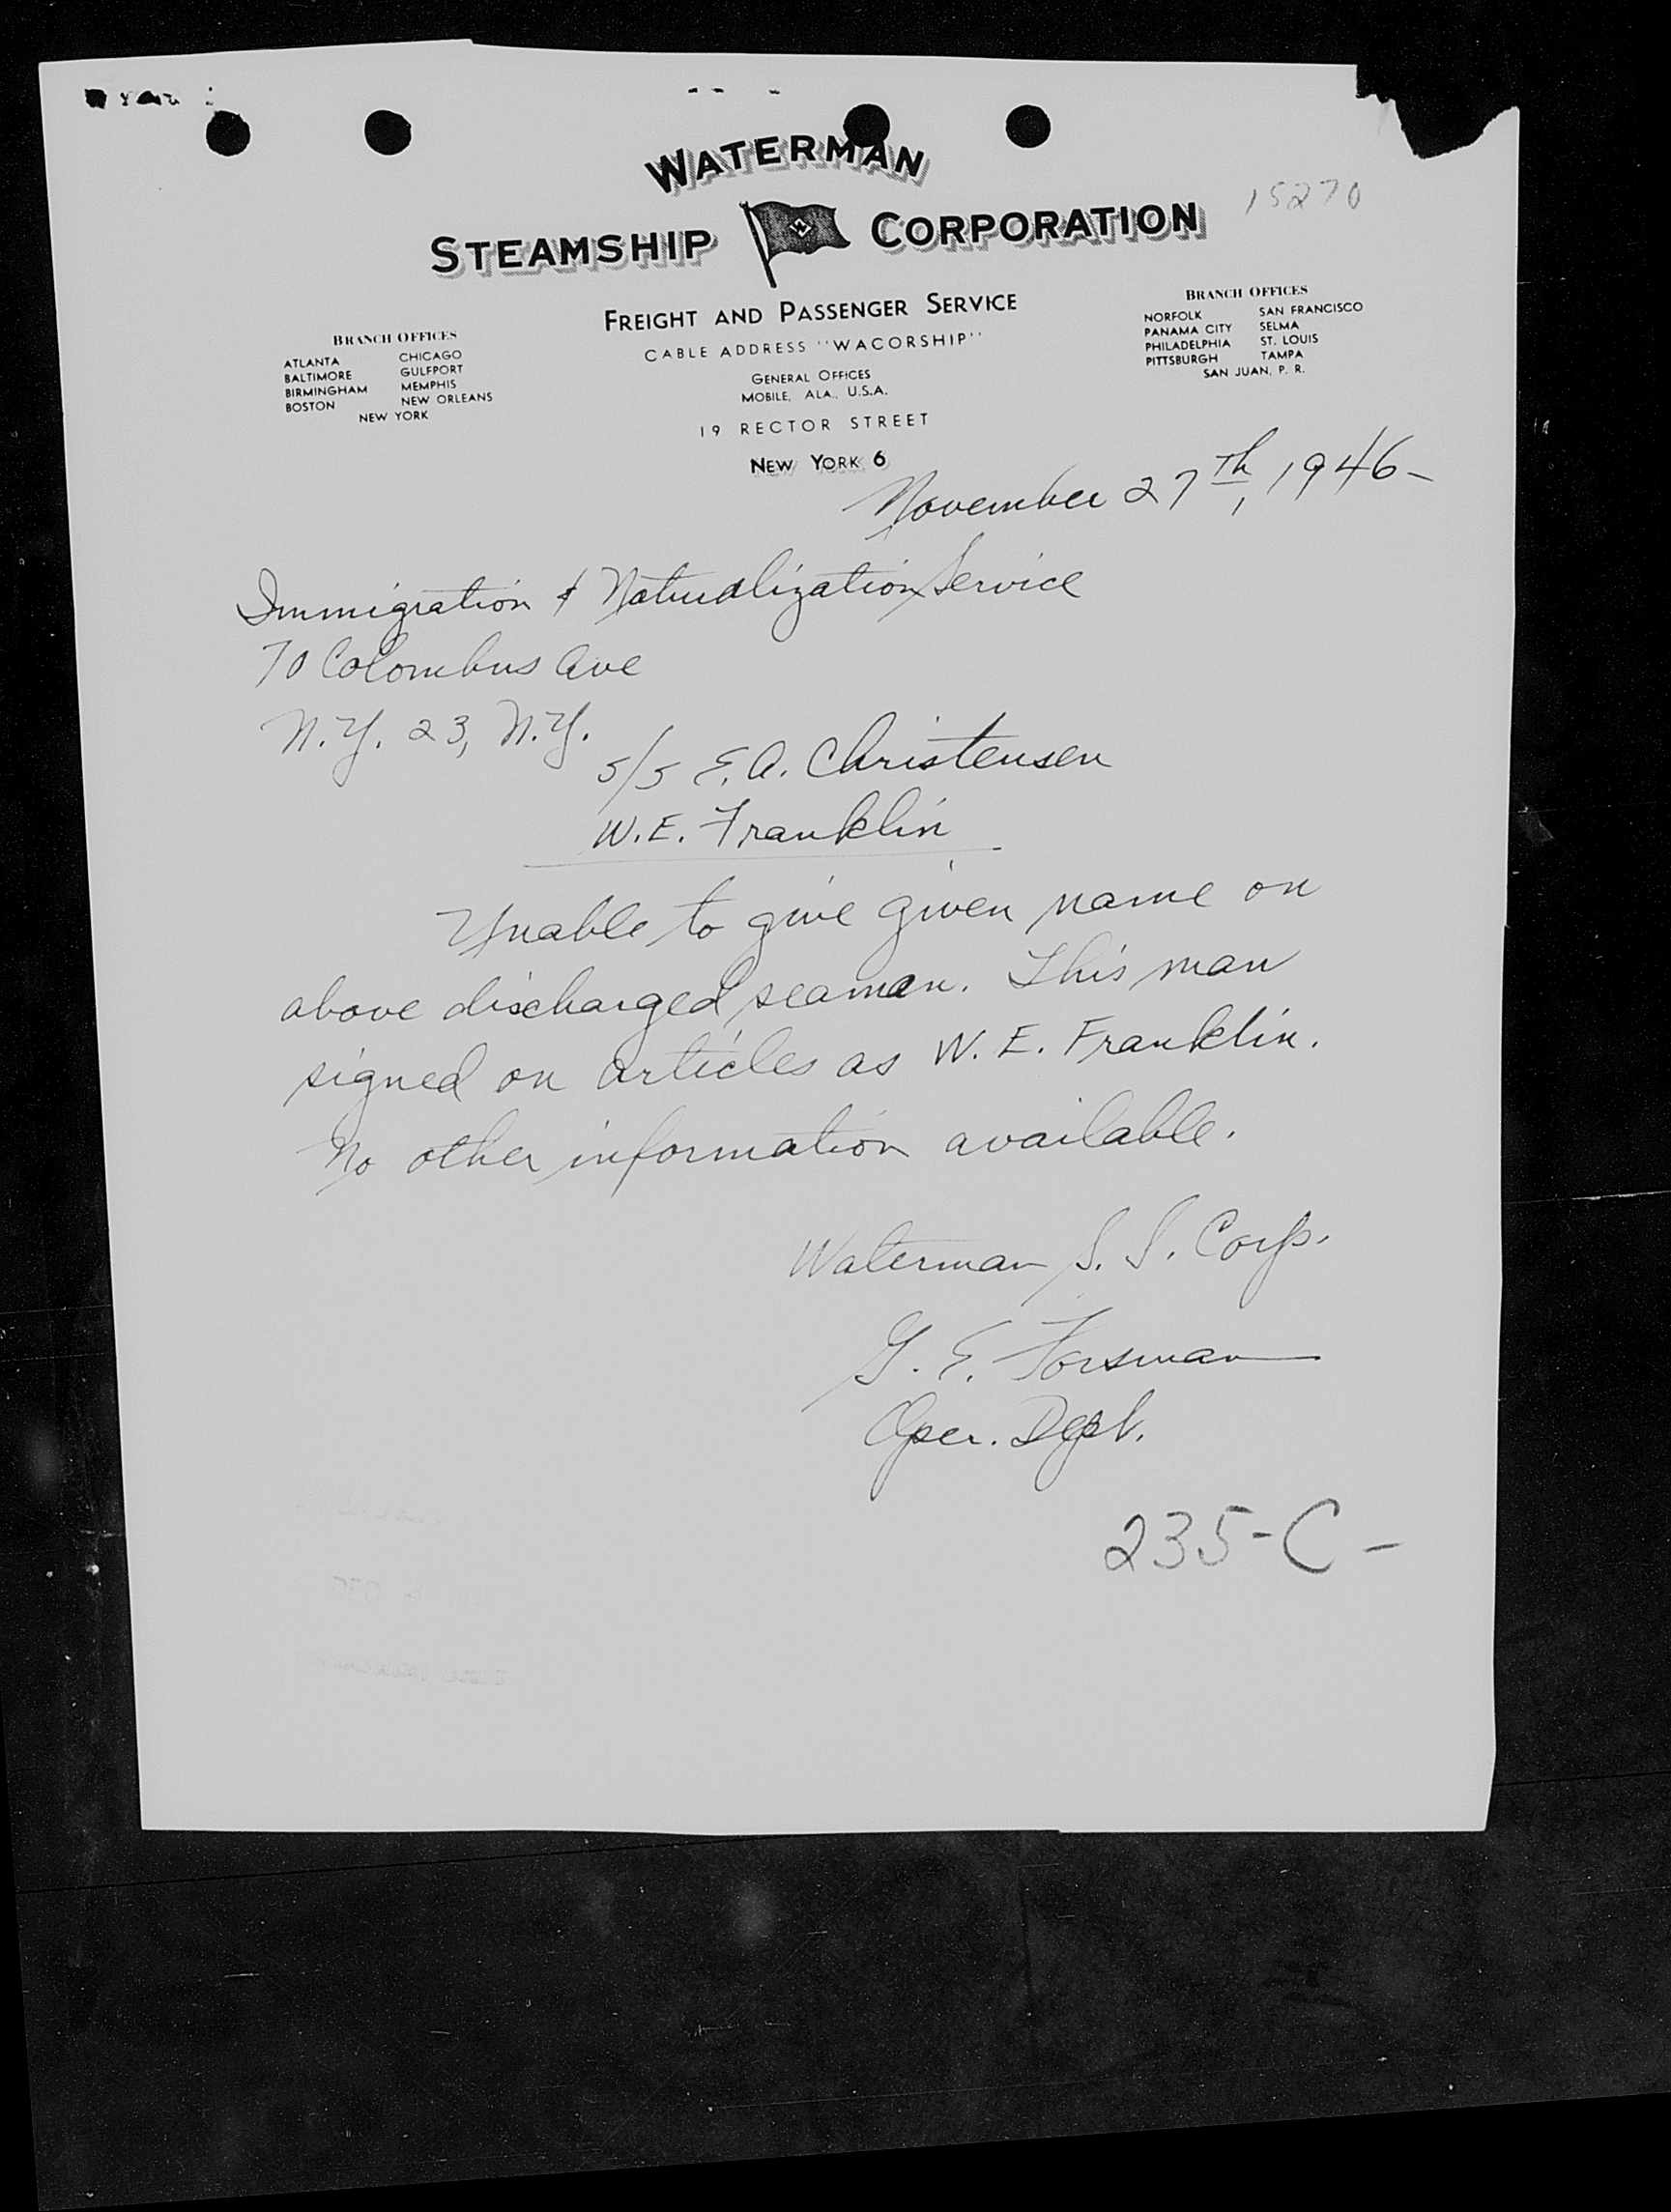 WATERMAN
STEAMSHIP CORPORATION
15270
FREIGHT AND PASSENGER SERVICE
CABLE ADDRESS "WACORSHIP"
GENERAL OFFICES
MOBILE, ALA., U.S.A.
19 RECTOR STREET
NEW YORK 6
BRANCH OFFICES
ATLANTA CHICAGO
BALTIMORE GULFPORT
BIRMINGHAM MEMPHIS
BOSTON NEW ORLEANS
NEW YORK
BRANCH OFFICES
NORFOLK SAN FRANCISCO
PANAMA CITY SELMA
PHILADELPHIA ST. LOUIS
PITTSBURGH TAMPA
SAN JUAN, P. R.
November 27th, 1946-
Immigration & Naturalization Service
70 Colombus Ave
N.Y. 23, N.Y.
S/S E.A. Christensen
W.E. Franklin
Unable to give given name on
above discharged seaman. This man
signed on articles as W. E. Franklin.
No other information available.
Waterman S. S. Corp.
G. E. Forsman
Oper. Dept.
235-C-